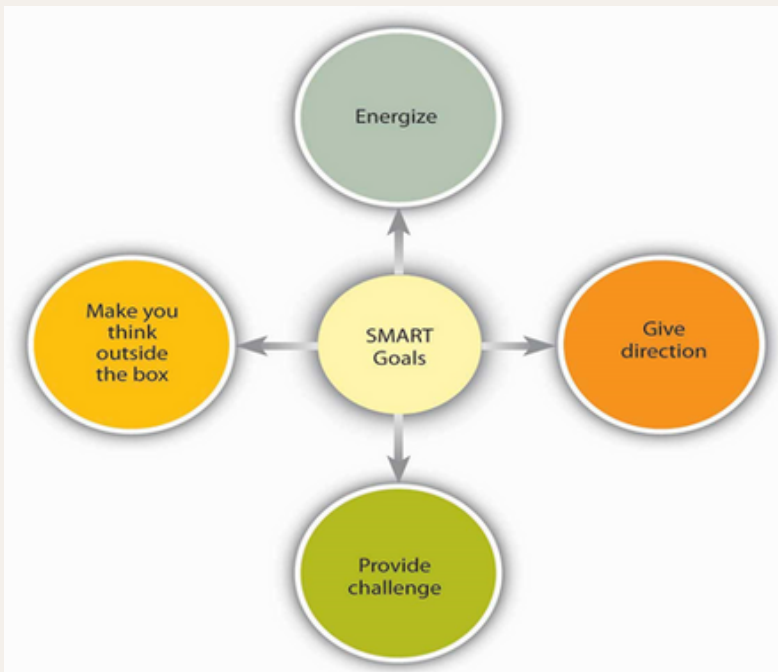 Energize
Make you
think
outside
the box
SMART
Goals
Give
direction
Provide
challenge